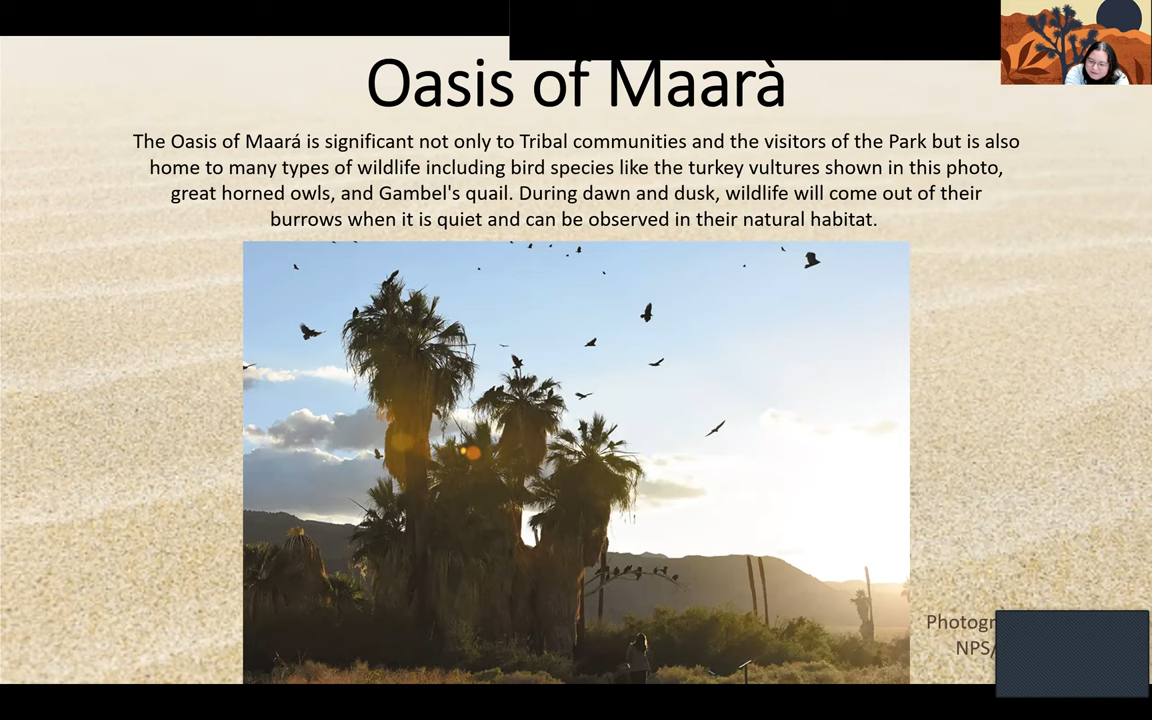 Oasis of Maarà
The Oasis of Maará is significant not only to Tribal communities and the visitors of the Park but is also
home to many types of wildlife including bird species like the turkey vultures shown in this photo,
great horned owls, and Gambel's quail. During dawn and dusk, wildlife will come out of their
burrows when it is quiet and can be observed in their natural habitat.
NPS/